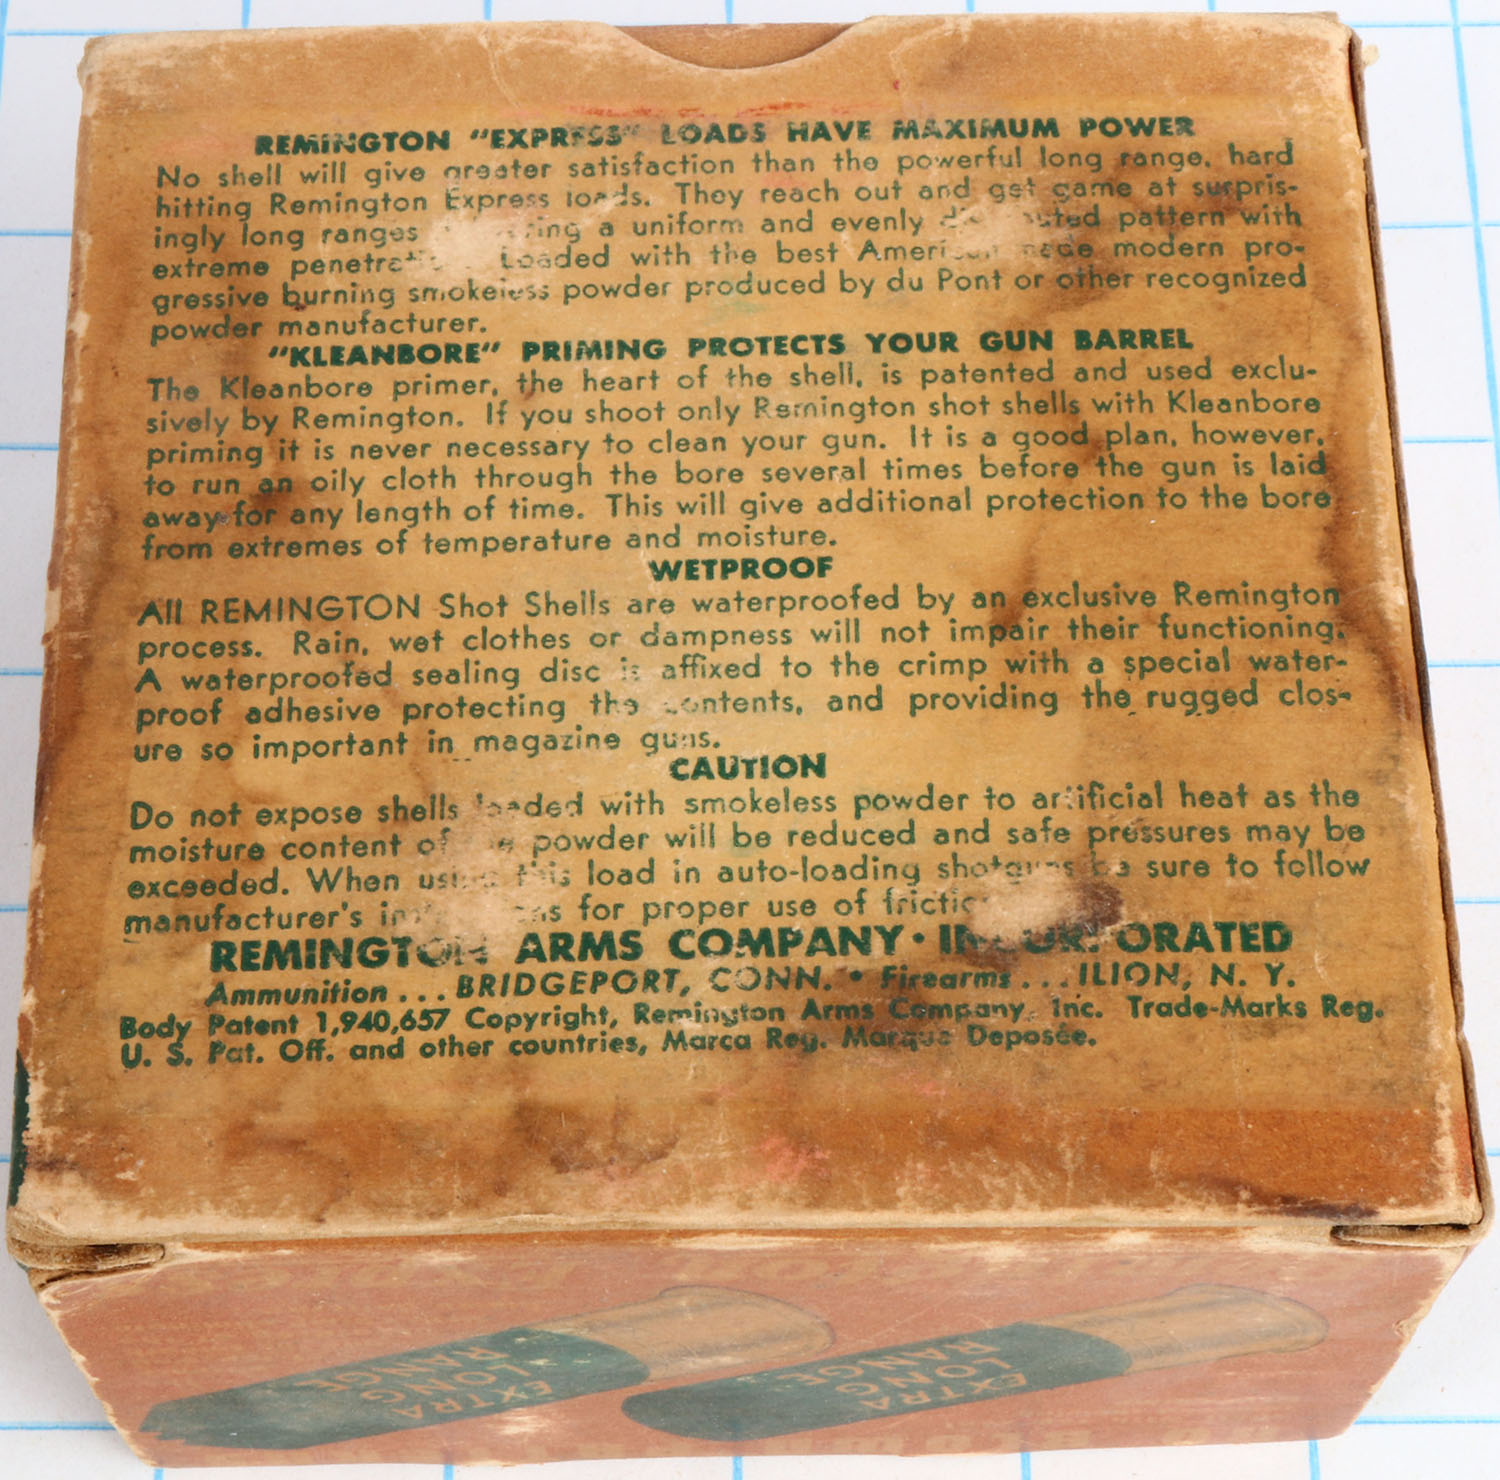 REMINGTON "EXPRESS" LOADS HAVE MAXIMUM POWER
No shell will give greater satisfaction than the powerful long range, hard
hitting Remington Express loads. They reach out and get game at surpris-
ingly long ranges a uniform and evenly pattern with
extreme Loaded with the best American made modern pro-
gressive burning smokeless powder produced by du Pont or other recognized
powder manufacturer.
"KLEANBORE" PRIMING PROTECTS YOUR GUN BARREL
The Kleanbore primer, the heart of the shell, is patented and used exclu-
sively by Remington. If you shoot only Remington shot shells with Kleanbore
priming it is never necessary to clean your gun. It is a good plan, however,
to run an oily cloth through the bore several times before the gun is laid
away for any length of time. This will give additional protection to the bore
from extremes of temperature and moisture.
WETPROOF
All REMINGTON Shot Shells are waterproofed by an exclusive Remington
process. Rain, wet clothes or dampness will not impair their functioning.
A waterproofed sealing disc is affixed to the crimp with a special water-
proof adhesive protecting the contents, and providing the rugged clos-
ure so important in magazine guns.
CAUTION
Do not expose shells loaded with smokeless powder to artificial heat as the
moisture content of powder will be reduced and safe pressures may be
exceeded. When using this load in auto-loading shotguns be sure to follow
manufacturer's for proper use of
REMINGTON ARMS COMPANY • INCORPORATED
Ammunition ... BRIDGEPORT, CONN. • Firearms ... ILION, N. Y.
Body Patent 1,940,657 Copyright, Remington Arms Company, Inc. Trade-Marks Reg.
U. S. Pat. Off. and other countries, Marca Reg. Marque Deposée.
EXTRA
LONG
RANGE
EXTRA
LONG
RANGE